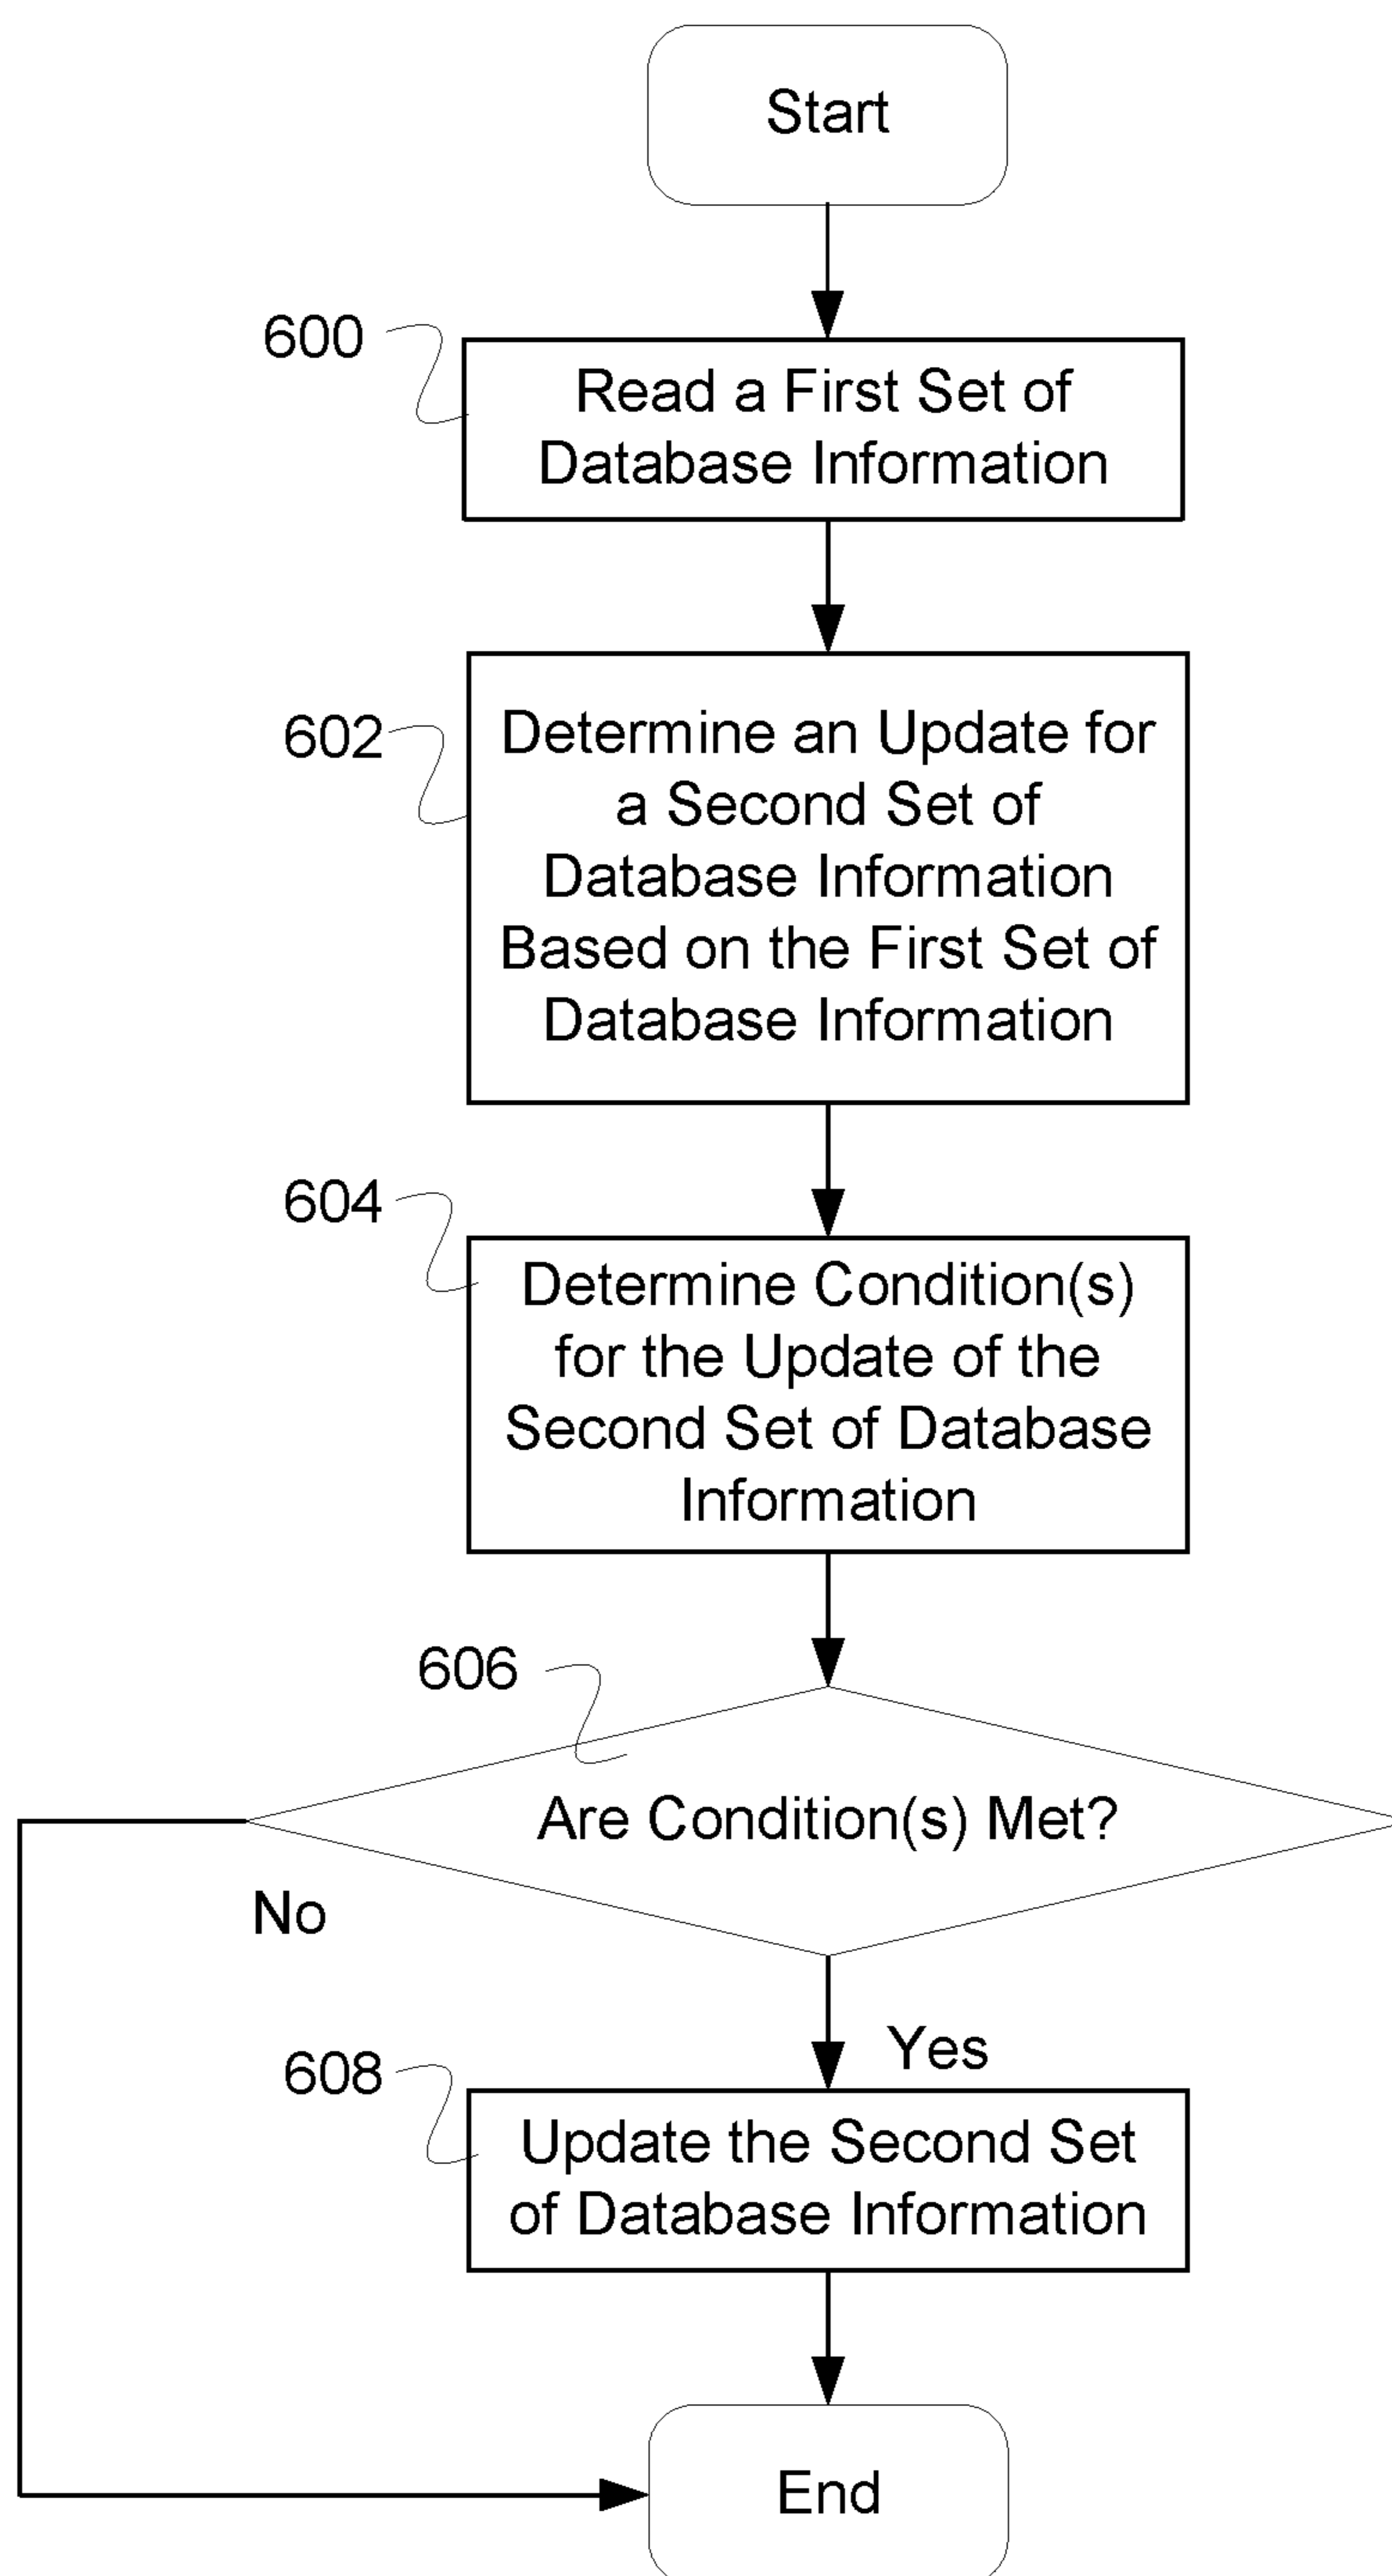 Start
600
Read a First Set of
Database Information
602
Determine an Update for
a Second Set of
Database Information
Based on the First Set of
Database Information
604
Determine Condition(s)
for the Update of the
Second Set of Database
Information
606
Are Condition(s) Met?
No
Yes
608
Update the Second Set
of Database Information
End